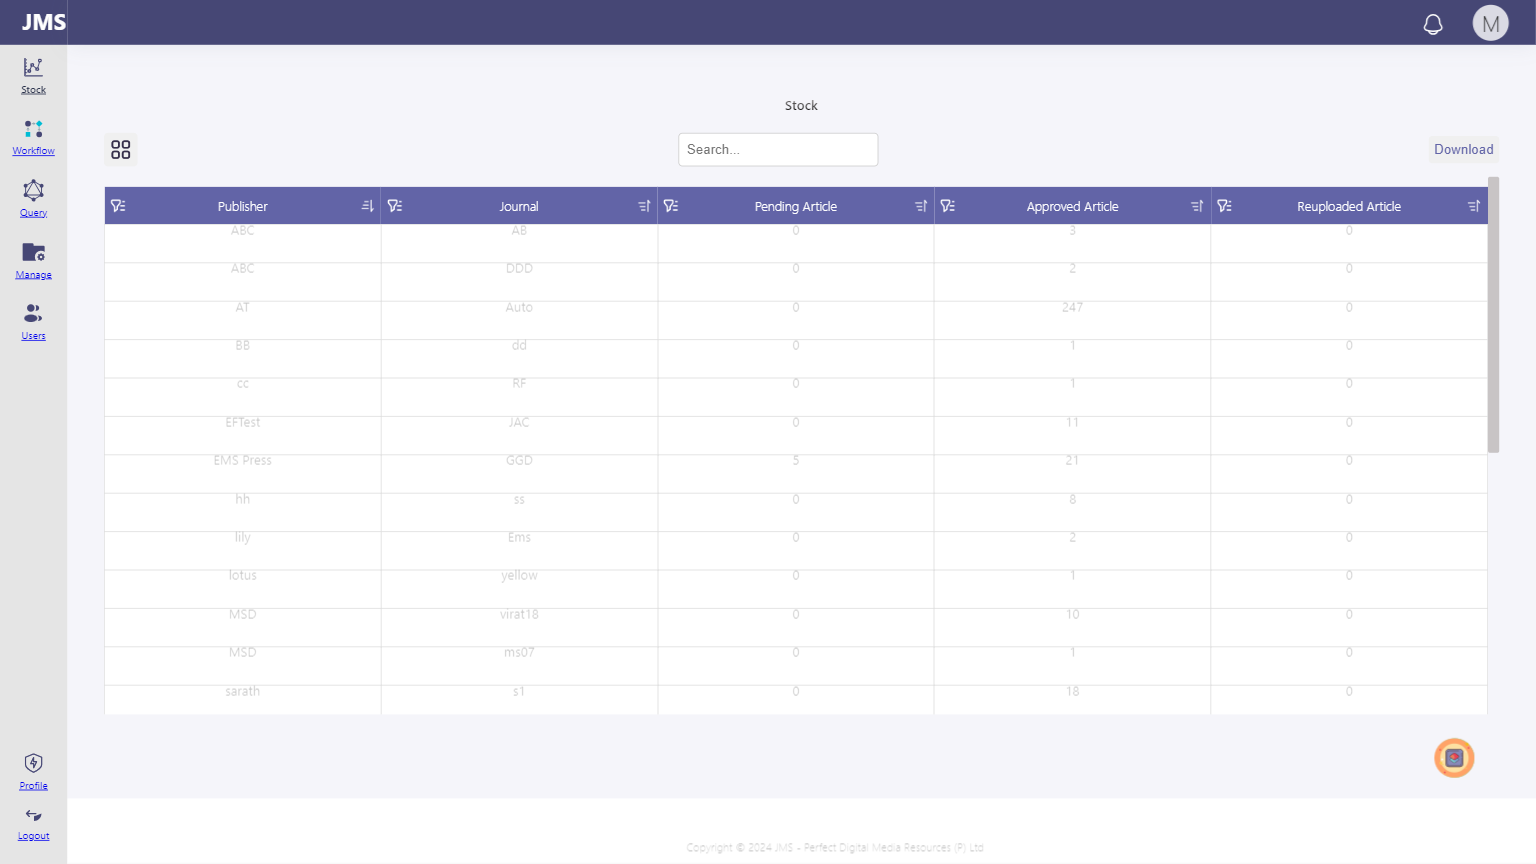 JMS
M
Stock
Workflow
Query
Manage
Users
Profile
Logout
Stock
Search...
Download
Publisher Journal Pending Article Approved Article Reuploaded Article
ABC AB 0 3 0
ABC DDD 0 2 0
AT Auto 0 247 0
BB dd 0 1 0
cc RF 0 1 0
EFTest JAC 0 11 0
EMS Press GGD 5 21 0
hh ss 0 8 0
lily Ems 0 2 0
lotus yellow 0 1 0
MSD virat18 0 10 0
MSD ms07 0 1 0
sarath s1 0 18 0
Copyright © 2024 JMS - Perfect Digital Media Resources (P) Ltd